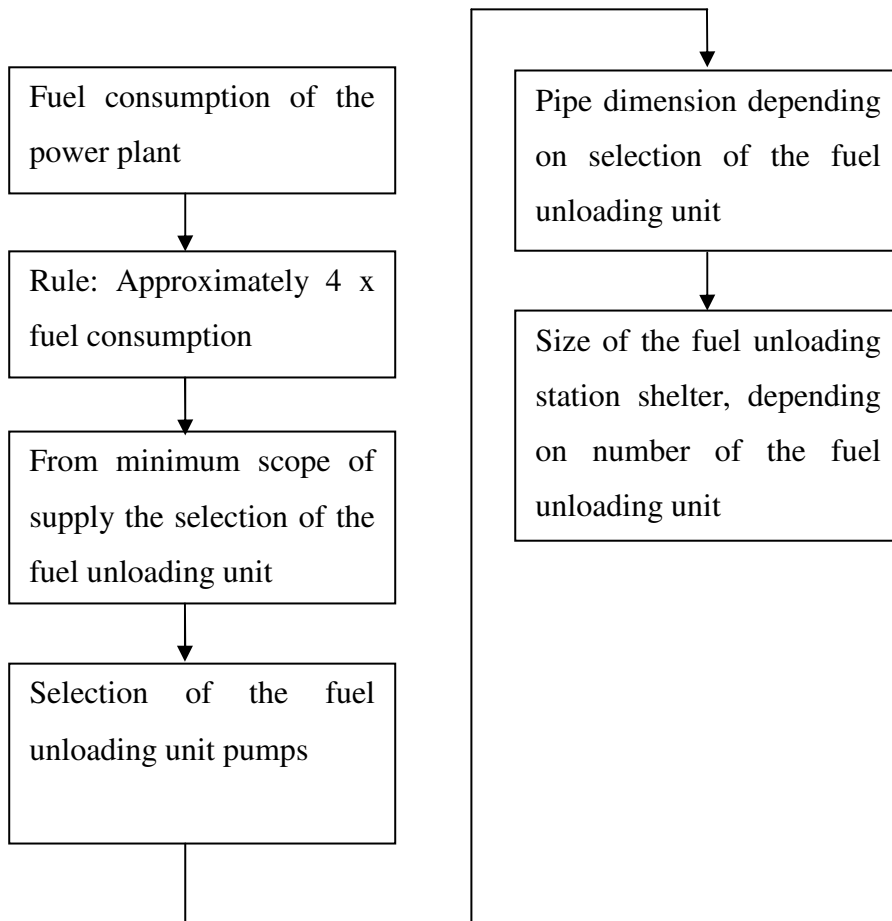 Fuel consumption of the
power plant
Rule: Approximately 4 x
fuel consumption
From minimum scope of
supply the selection of the
fuel unloading unit
Selection of the fuel
unloading unit pumps
Pipe dimension depending
on selection of the fuel
unloading unit
Size of the fuel unloading
station shelter, depending
on number of the fuel
unloading unit